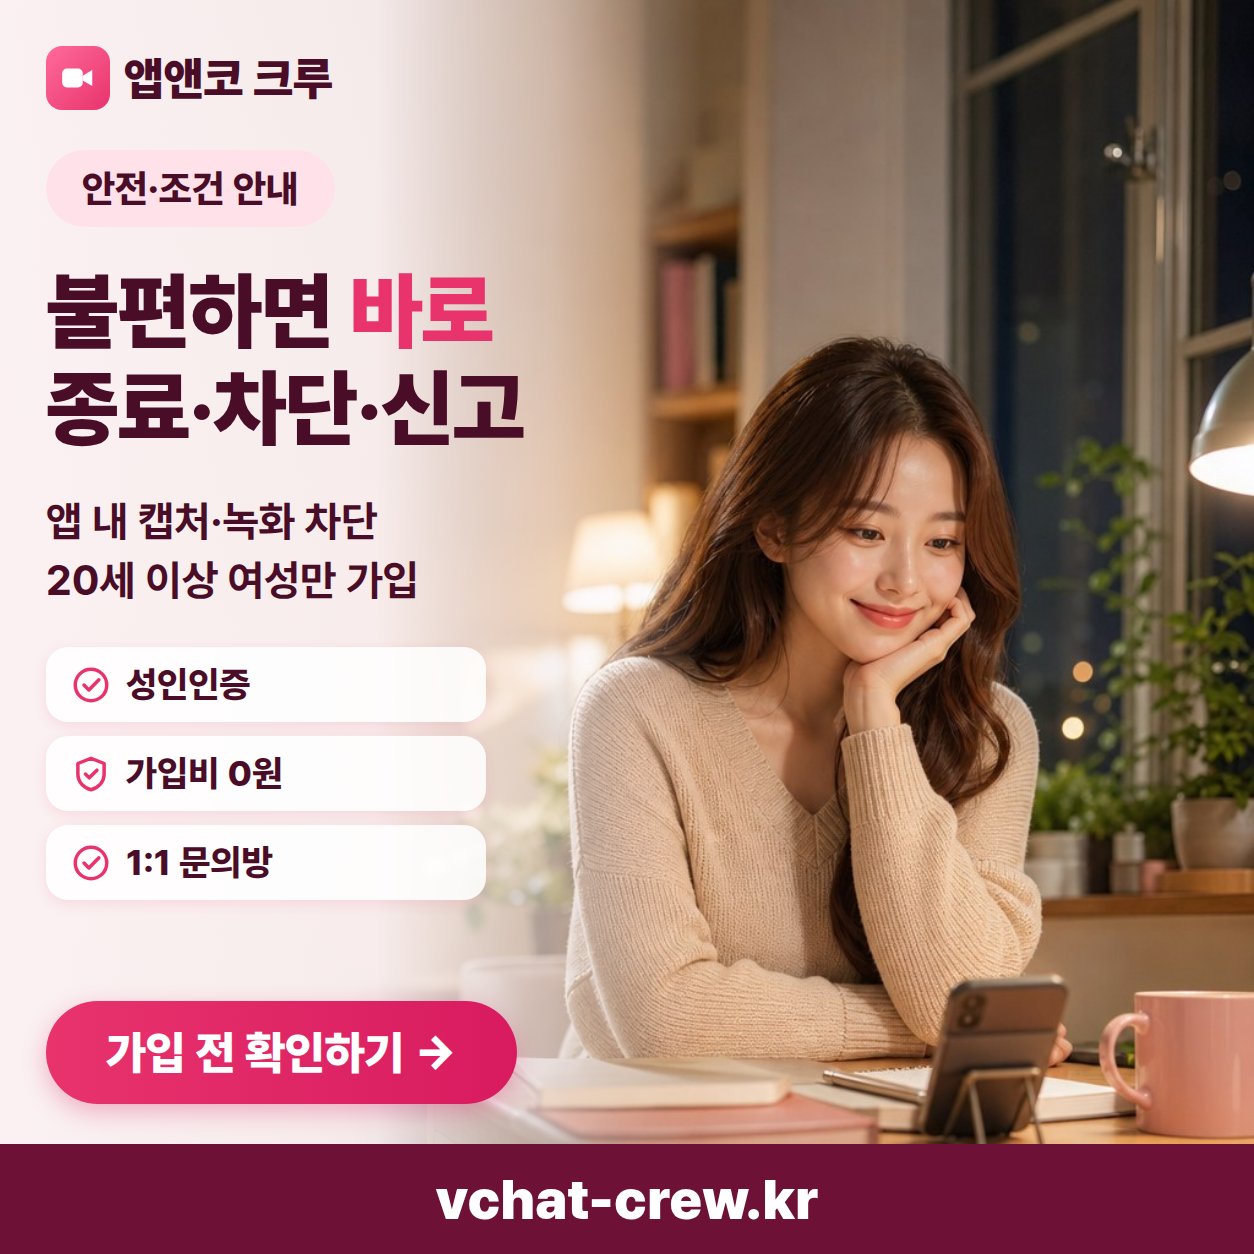 앱앤코 크루
안전·조건 안내
불편하면 바로
종료·차단·신고
앱 내 캡처·녹화 차단
20세 이상 여성만 가입
성인인증
가입비 0원
1:1 문의방
가입 전 확인하기 →
vchat-crew.kr